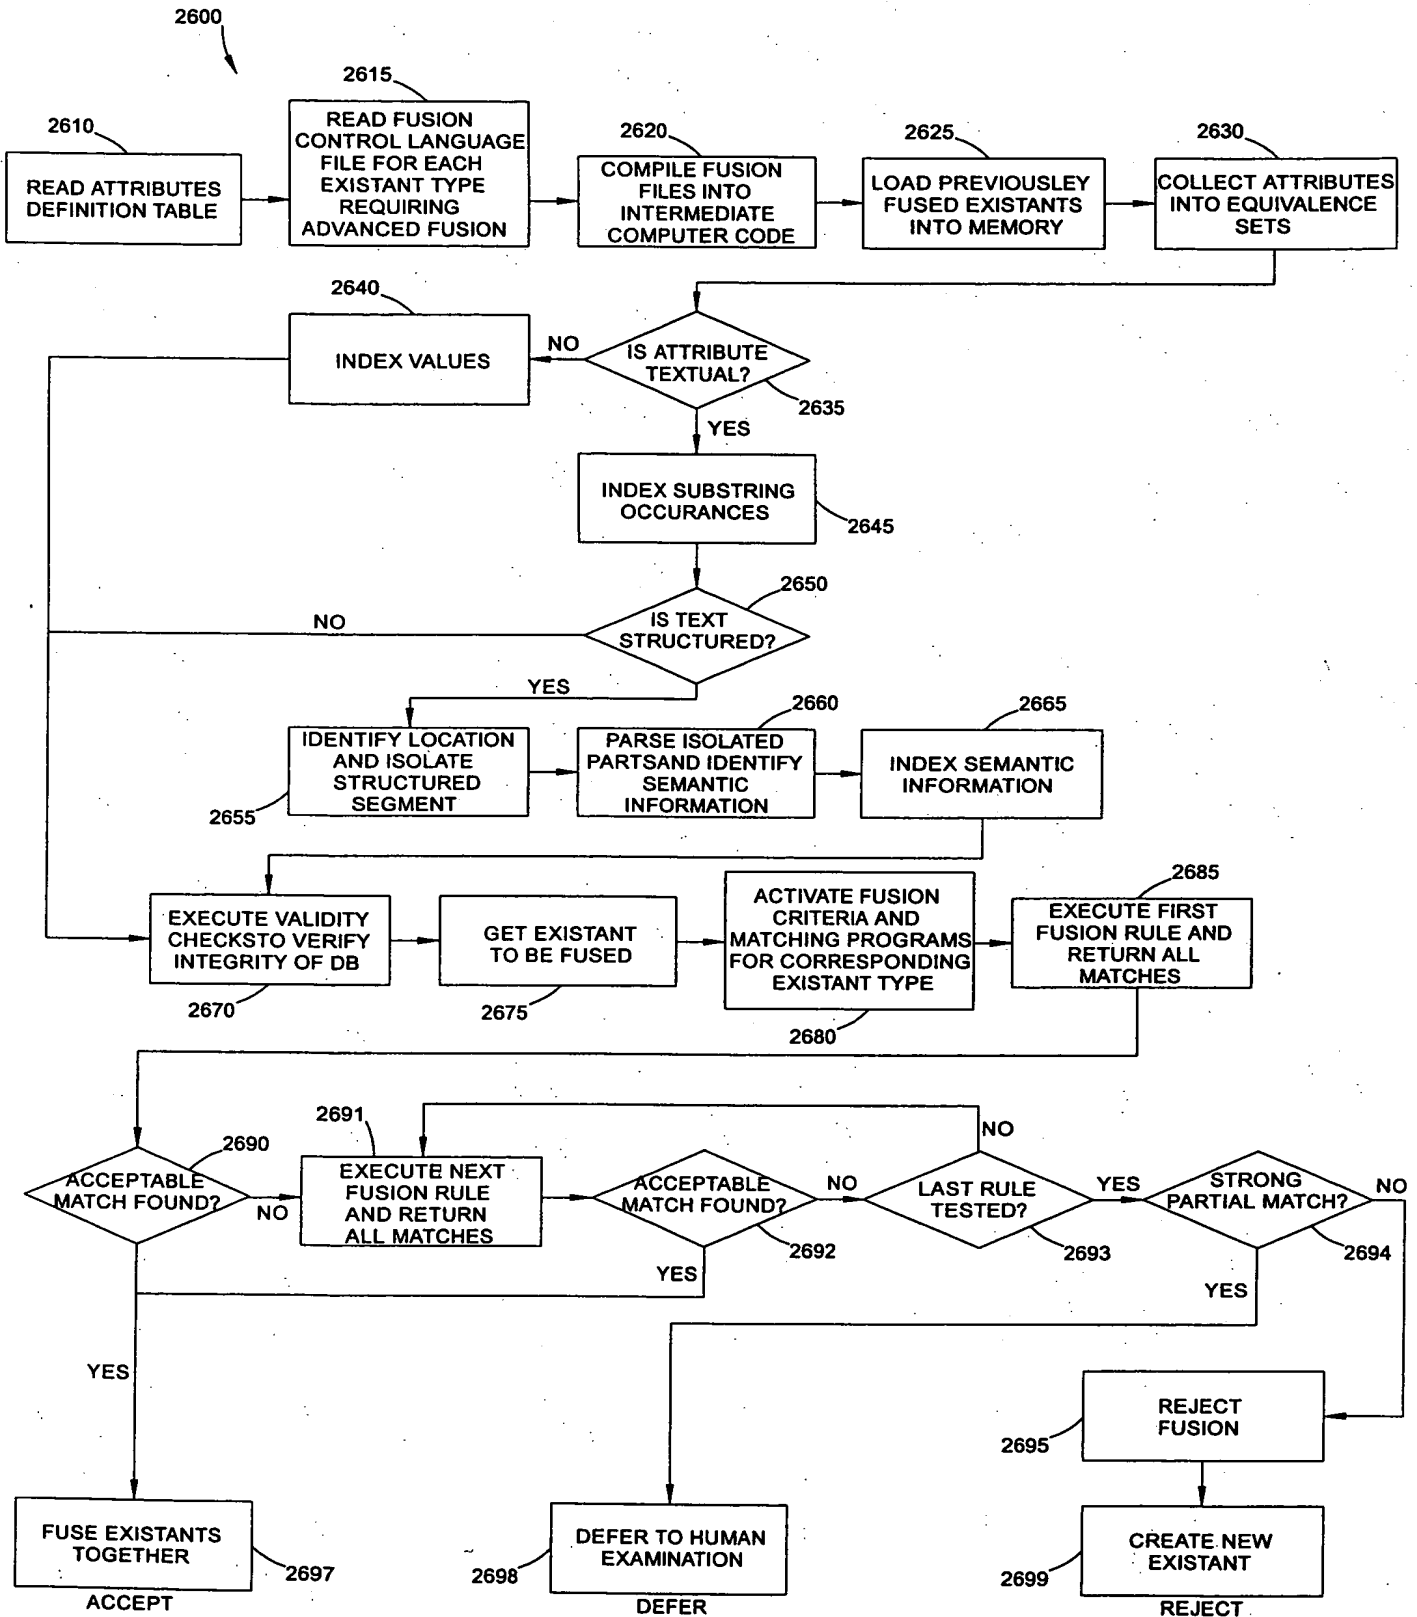 2600
2610
READ ATTRIBUTES
DEFINITION TABLE
2615
READ FUSION
CONTROL LANGUAGE
FILE FOR EACH
EXISTANT TYPE
REQUIRING
ADVANCED FUSION
2620
COMPILE FUSION
FILES INTO
INTERMEDIATE
COMPUTER CODE
2625
LOAD PREVIOUSLEY
FUSED EXISTANTS
INTO MEMORY
2630
COLLECT ATTRIBUTES
INTO EQUIVALENCE
SETS
2640
INDEX VALUES
NO
IS ATTRIBUTE
TEXTUAL?
2635
YES
INDEX SUBSTRING
OCCURANCES
2645
2650
IS TEXT
STRUCTURED?
NO
YES
IDENTIFY LOCATION
AND ISOLATE
STRUCTURED
SEGMENT
2655
2660
PARSE ISOLATED
PARTSAND IDENTIFY
SEMANTIC
INFORMATION
2665
INDEX SEMANTIC
INFORMATION
EXECUTE VALIDITY
CHECKSTO VERIFY
INTEGRITY OF DB
2670
GET EXISTANT
TO BE FUSED
2675
ACTIVATE FUSION
CRITERIA AND
MATCHING PROGRAMS
FOR CORRESPONDING
EXISTANT TYPE
2680
2685
EXECUTE FIRST
FUSION RULE AND
RETURN ALL
MATCHES
2690
ACCEPTABLE
MATCH FOUND?
NO
2691
EXECUTE NEXT
FUSION RULE
AND RETURN
ALL MATCHES
ACCEPTABLE
MATCH FOUND?
2692
NO
YES
NO
LAST RULE
TESTED?
2693
YES
STRONG
PARTIAL MATCH?
2694
NO
YES
YES
REJECT
FUSION
2695
FUSE EXISTANTS
TOGETHER
2697
ACCEPT
DEFER TO HUMAN
EXAMINATION
2698
DEFER
CREATE NEW
EXISTANT
2699
REJECT